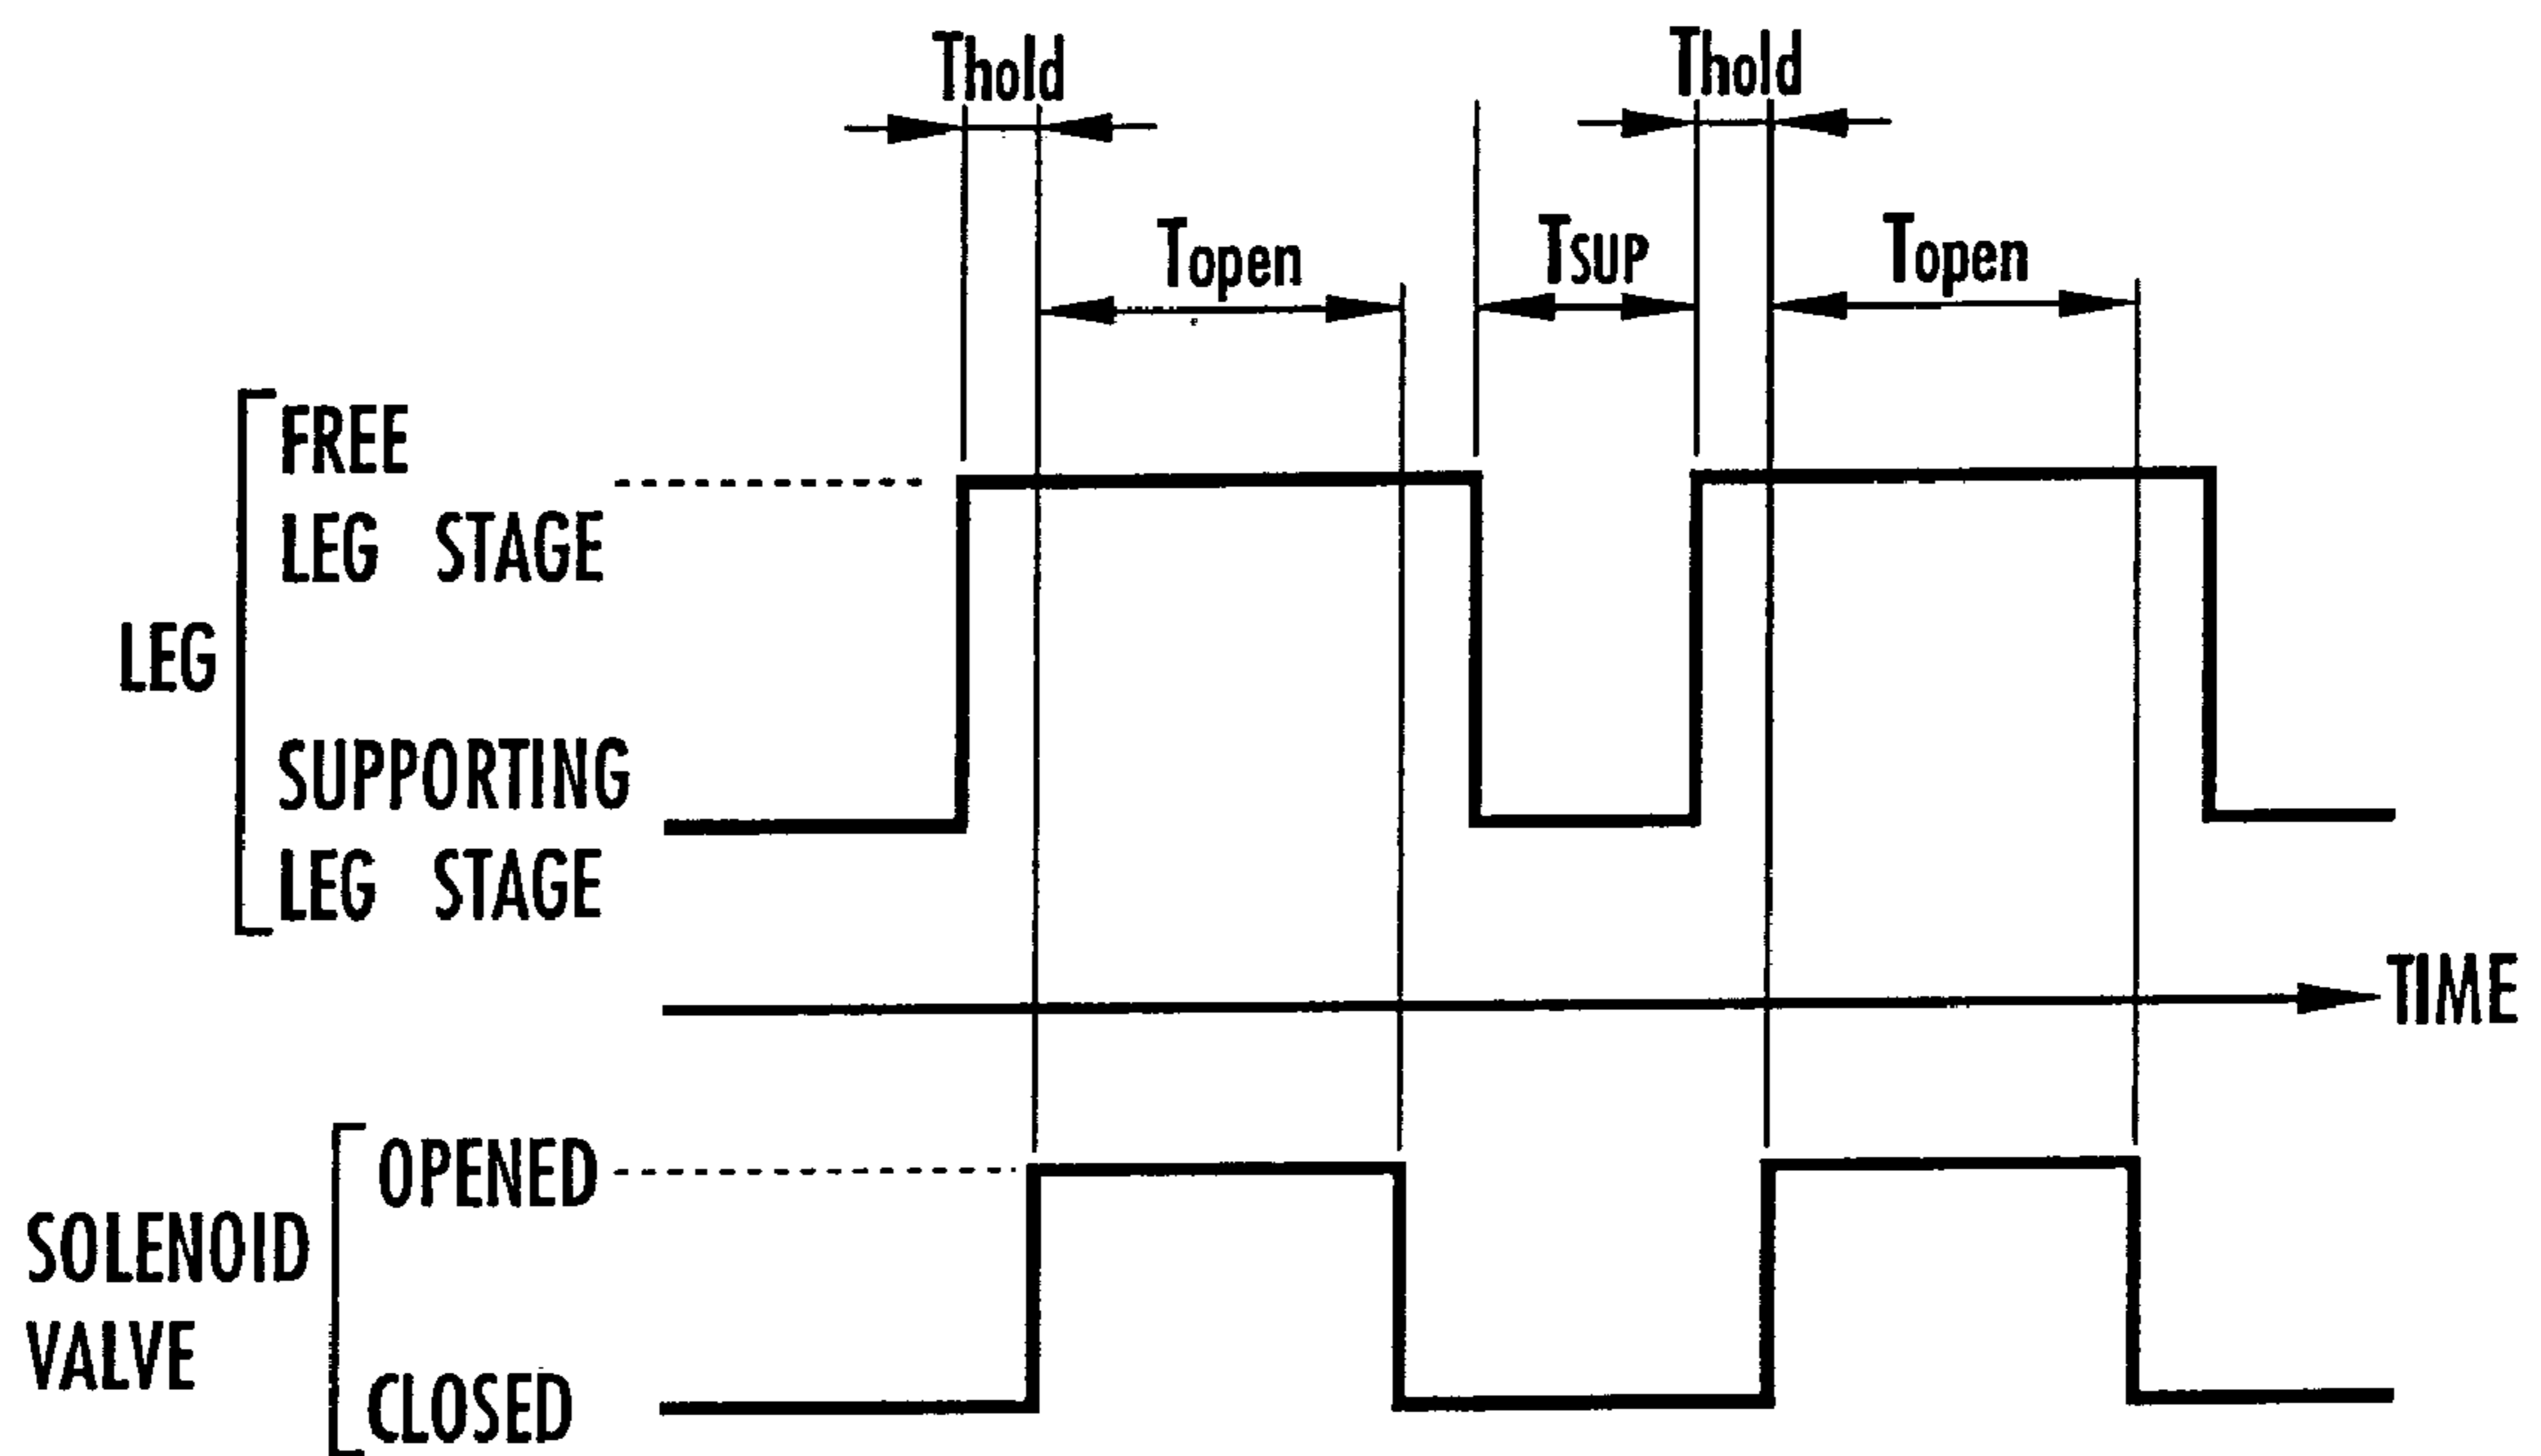 Thold
Thold
Topen
TSUP
Topen
FREE
LEG STAGE
LEG
SUPPORTING
LEG STAGE
TIME
OPENED
SOLENOID
VALVE
CLOSED